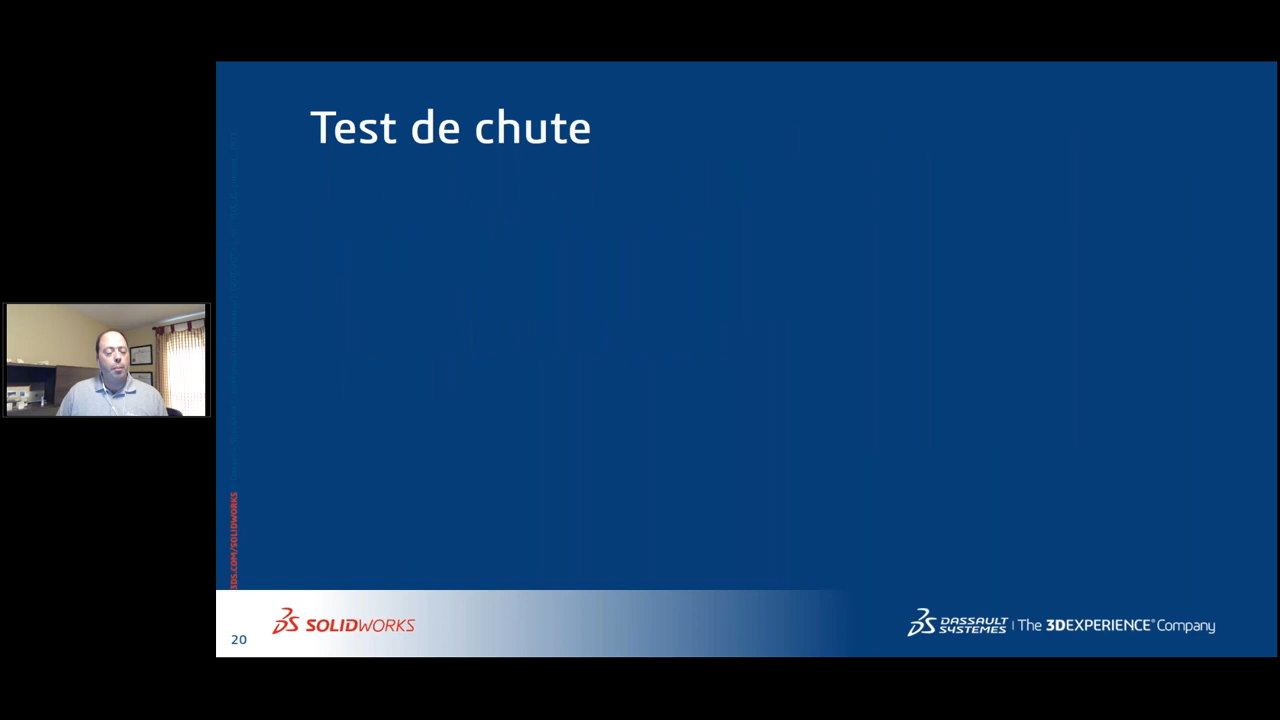 Test de chute
3DS.COM/SOLIDWORKS
20
SOLIDWORKS
DASSAULT SYSTEMES | The 3DEXPERIENCE® Company